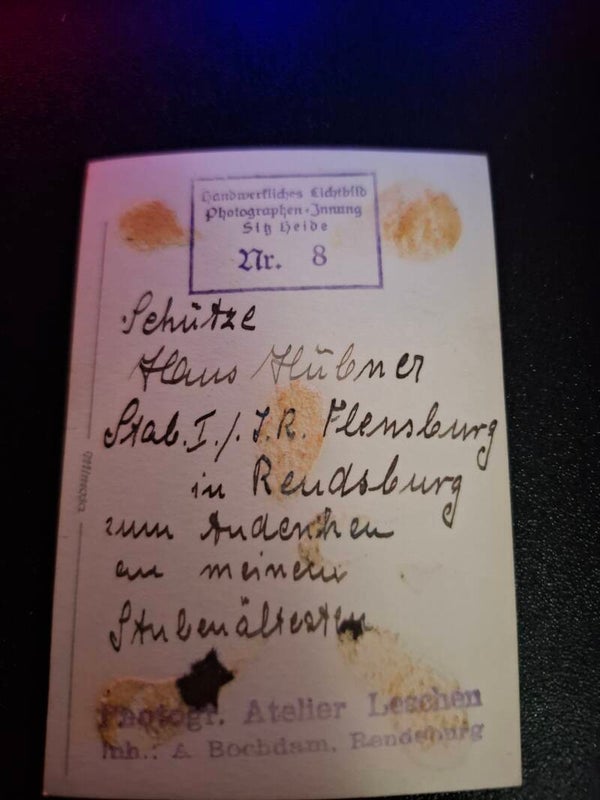 Handwerkliches Lichtbild
Photographen-Innung
Sitz Heide
Nr. 8
Schütze
Hans Hübner
Stab. I./. I.R. Flensburg
in Rendsburg
zum Andenken
an meinen
Stubenältesten
Photogr. Atelier Leschen
Inh.: A Bochdam, Rendsburg